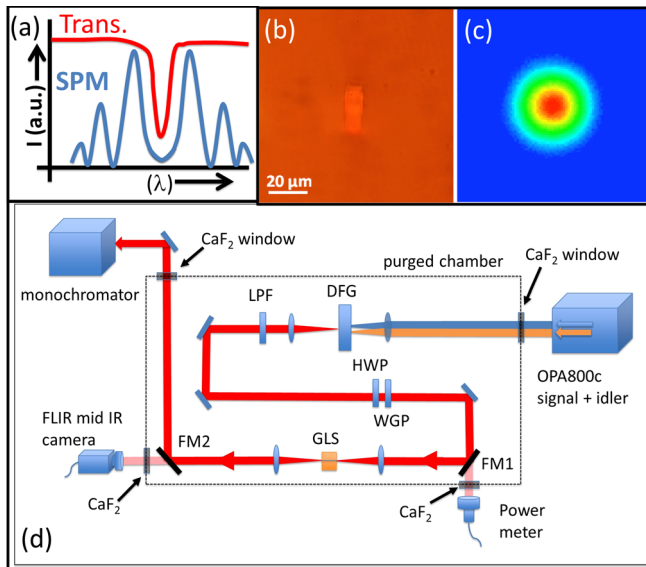 (a)
Trans.
SPM
I (a.u.)
(λ)
(b)
20 µm
(c)
CaF2 window
monochromator
purged chamber
CaF2 window
LPF
DFG
OPA800c
signal + idler
HWP
WGP
FLIR mid IR
camera
FM2
GLS
FM1
CaF2
CaF2
Power
meter
(d)